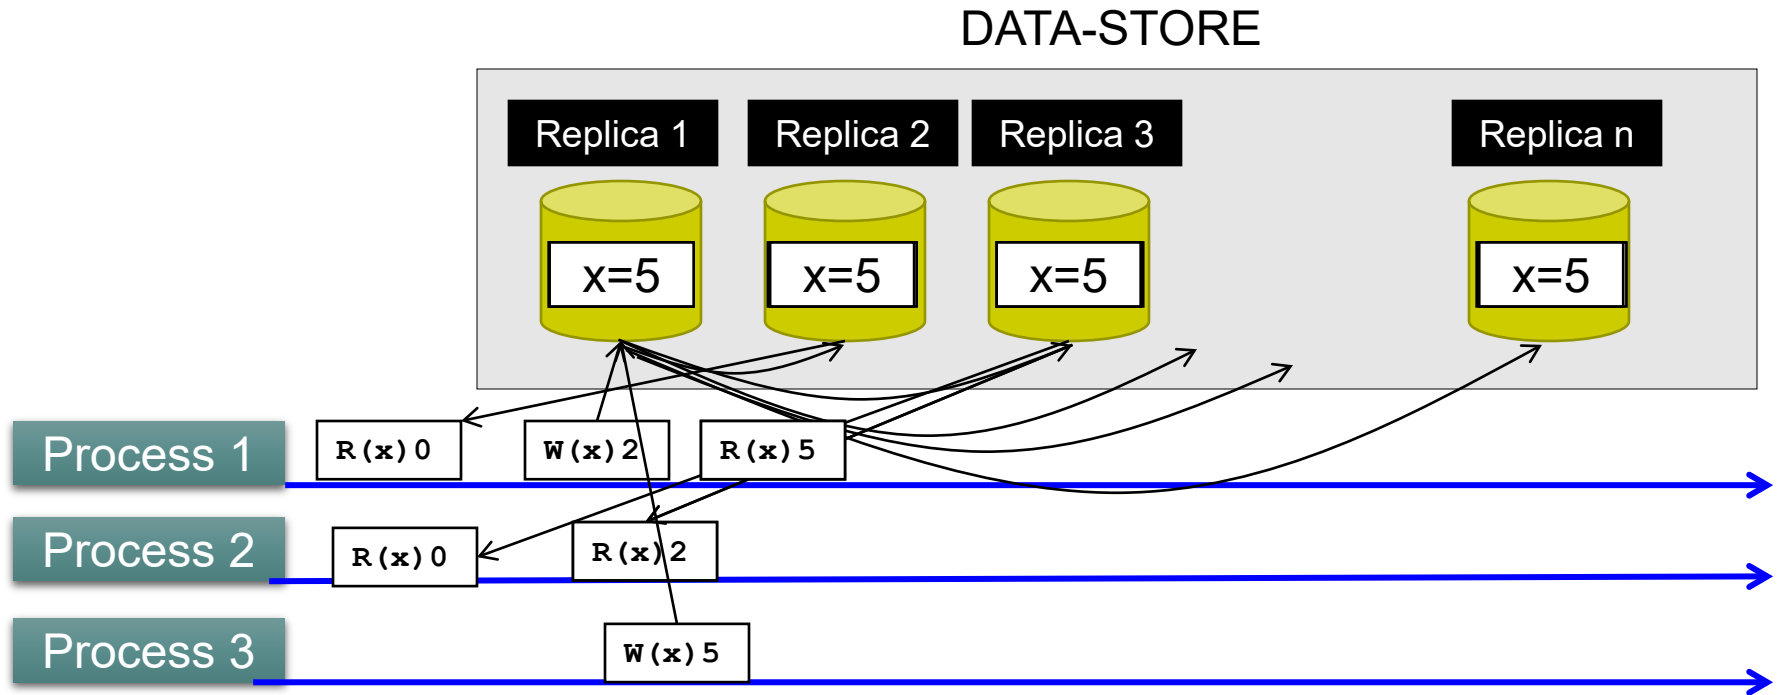 DATA-STORE
Replica 1 Replica 2 Replica 3 Replica n
x=5 x=5 x=5 x=5
Process 1 R(x)0 W(x)2 R(x)5
Process 2 R(x)0 R(x)2
Process 3 W(x)5